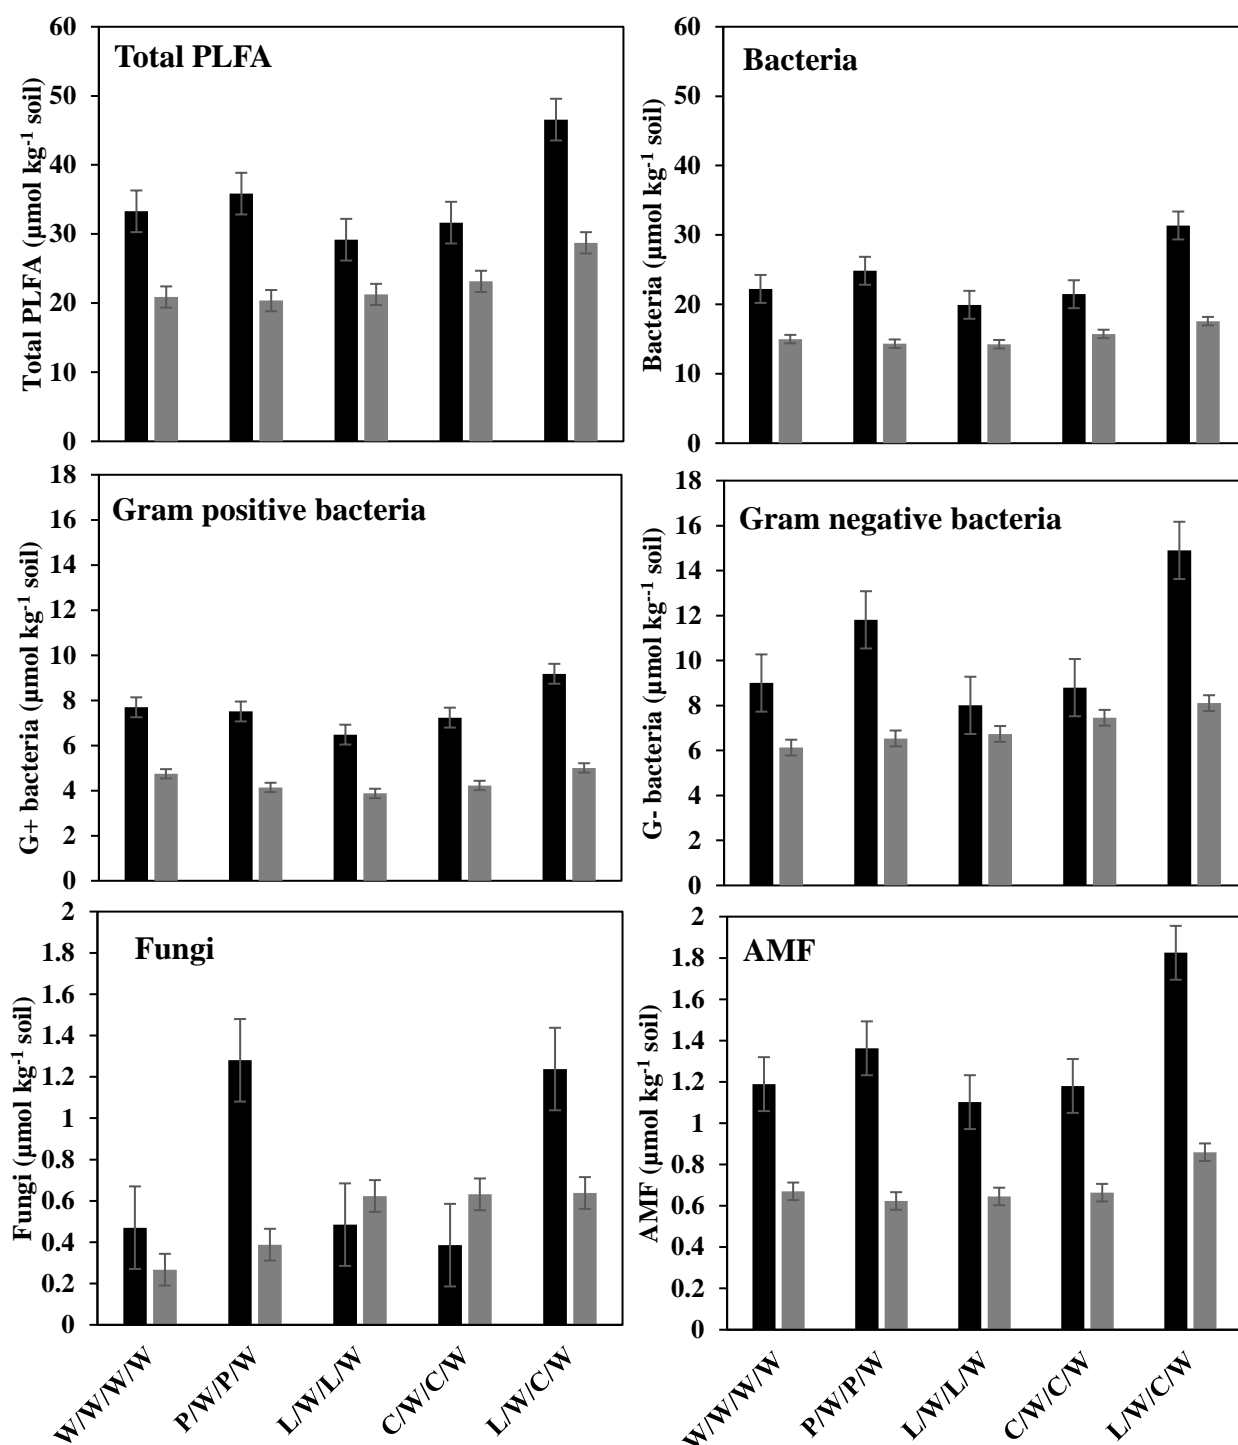 Total PLFA
Total PLFA (µmol kg-1 soil)
60
50
40
30
20
10
0
Bacteria
Bacteria (µmol kg-1 soil)
60
50
40
30
20
10
0
Gram positive bacteria
G+ bacteria (µmol kg-1 soil)
18
16
14
12
10
8
6
4
2
0
Gram negative bacteria
G- bacteria (µmol kg-1 soil)
18
16
14
12
10
8
6
4
2
0
Fungi
Fungi (µmol kg-1 soil)
2
1.8
1.6
1.4
1.2
1
0.8
0.6
0.4
0.2
0
W/W/W/W
P/W/P/W
L/W/L/W
C/W/C/W
L/W/C/W
AMF
AMF (µmol kg-1 soil)
2
1.8
1.6
1.4
1.2
1
0.8
0.6
0.4
0.2
0
W/W/W/W
P/W/P/W
L/W/L/W
C/W/C/W
L/W/C/W